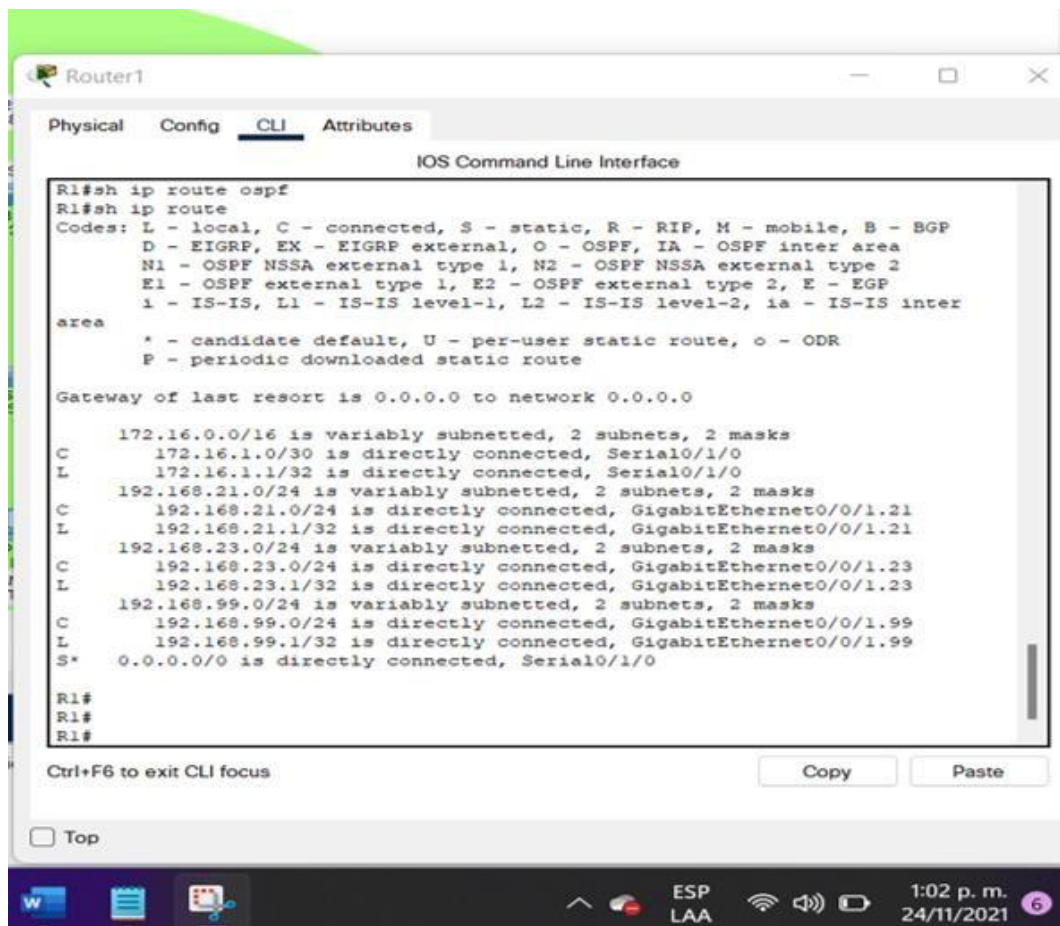 Router1
Physical Config CLI Attributes
IOS Command Line Interface
R1#sh ip route ospf
R1#sh ip route
Codes: L - local, C - connected, S - static, R - RIP, M - mobile, B - BGP
D - EIGRP, EX - EIGRP external, O - OSPF, IA - OSPF inter area
N1 - OSPF NSSA external type 1, N2 - OSPF NSSA external type 2
E1 - OSPF external type 1, E2 - OSPF external type 2, E - EGP
i - IS-IS, L1 - IS-IS level-1, L2 - IS-IS level-2, ia - IS-IS inter
area
* - candidate default, U - per-user static route, o - ODR
P - periodic downloaded static route
Gateway of last resort is 0.0.0.0 to network 0.0.0.0
172.16.0.0/16 is variably subnetted, 2 subnets, 2 masks
C 172.16.1.0/30 is directly connected, Serial0/1/0
L 172.16.1.1/32 is directly connected, Serial0/1/0
192.168.21.0/24 is variably subnetted, 2 subnets, 2 masks
C 192.168.21.0/24 is directly connected, GigabitEthernet0/0/1.21
L 192.168.21.1/32 is directly connected, GigabitEthernet0/0/1.21
192.168.23.0/24 is variably subnetted, 2 subnets, 2 masks
C 192.168.23.0/24 is directly connected, GigabitEthernet0/0/1.23
L 192.168.23.1/32 is directly connected, GigabitEthernet0/0/1.23
192.168.99.0/24 is variably subnetted, 2 subnets, 2 masks
C 192.168.99.0/24 is directly connected, GigabitEthernet0/0/1.99
L 192.168.99.1/32 is directly connected, GigabitEthernet0/0/1.99
S* 0.0.0.0/0 is directly connected, Serial0/1/0
R1#
R1#
R1#
Ctrl+F6 to exit CLI focus Copy Paste
Top
W ESP 1:02 p. m.
LAA 24/11/2021 6